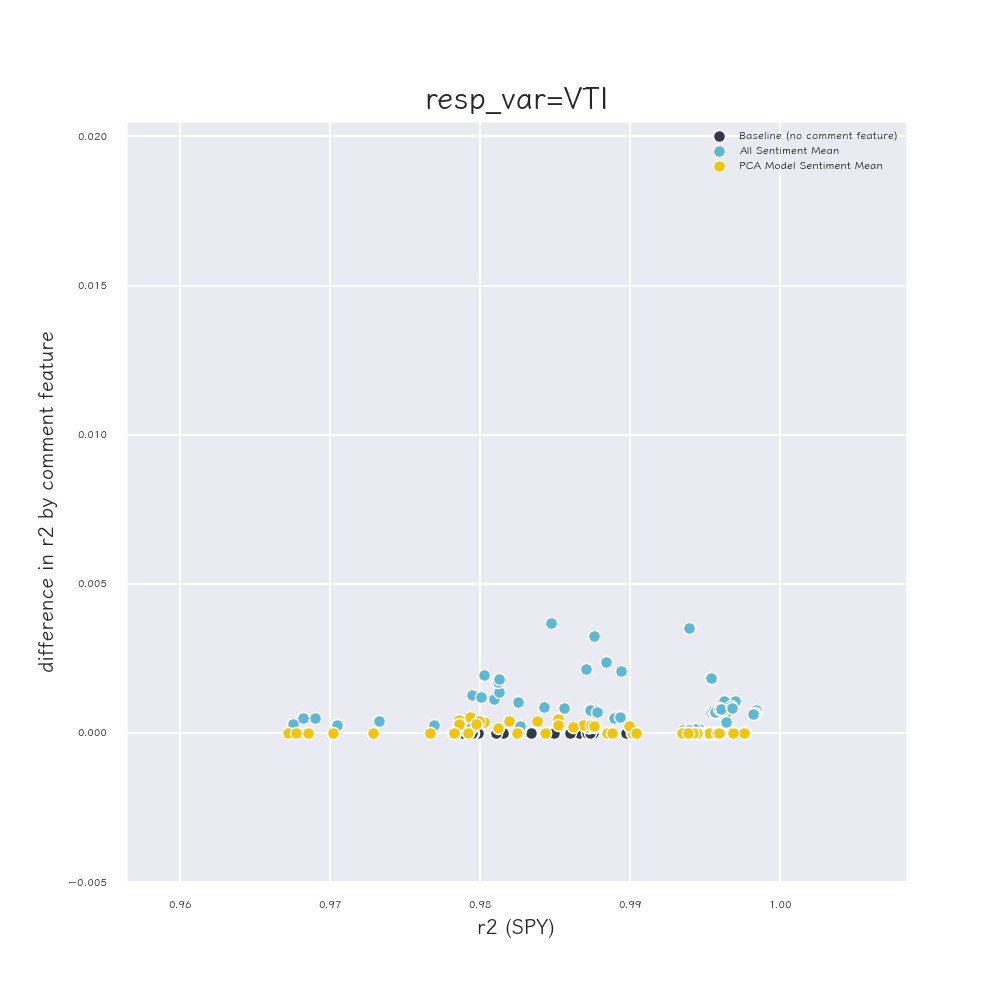 resp_var=VTI
Baseline (no comment feature)
All Sentiment Mean
PCA Model Sentiment Mean
difference in r2 by comment feature
0.020
0.015
0.010
0.005
0.000
−0.005
0.96 0.97 0.98 0.99 1.00
r2 (SPY)